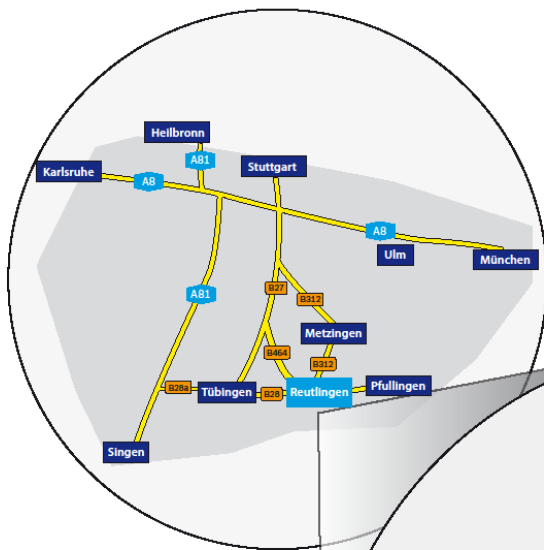 Heilbronn
A81
Stuttgart
Karlsruhe
A8
A8
Ulm
München
B27
A81
B312
Metzingen
B464
B312
B28a
Tübingen
B28
Reutlingen
Pfullingen
Singen